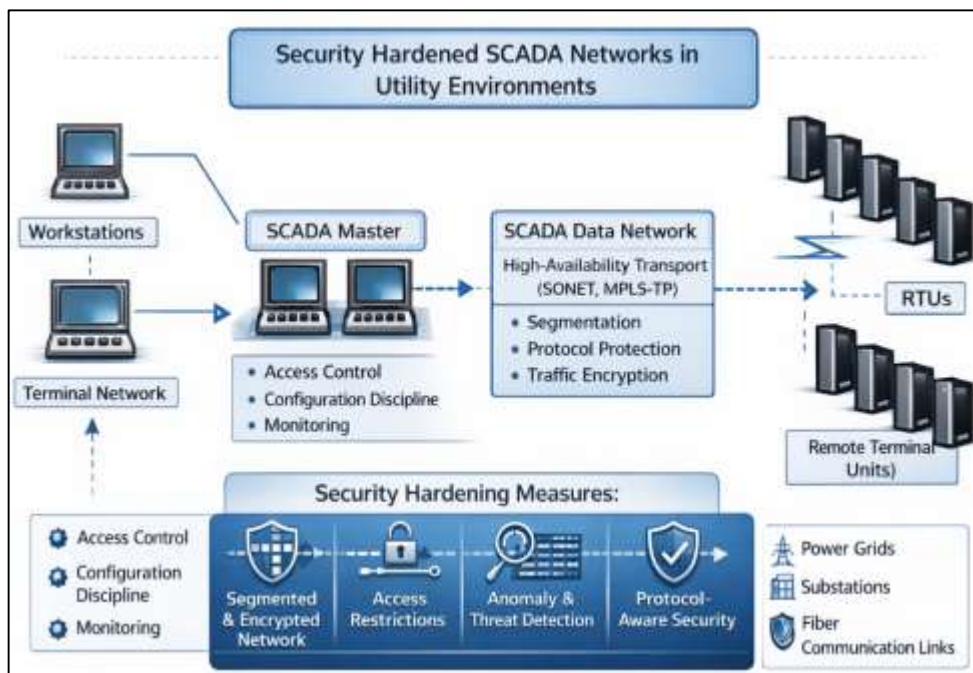 Security Hardened SCADA Networks in
Utility Environments
Workstations
Terminal Network
SCADA Master
• Access Control
• Configuration Discipline
• Monitoring
SCADA Data Network
High-Availability Transport
(SONET, MPLS-TP)
• Segmentation
• Protocol Protection
• Traffic Encryption
RTUs
Remote Terminal
Units)
Access Control
Configuration
Discipline
Monitoring
Security Hardening Measures:
Segmented
& Encrypted
Network
Access
Restrictions
Anomaly &
Threat Detection
Protocol-
Aware Security
Power Grids
Substations
Fiber
Communication Links